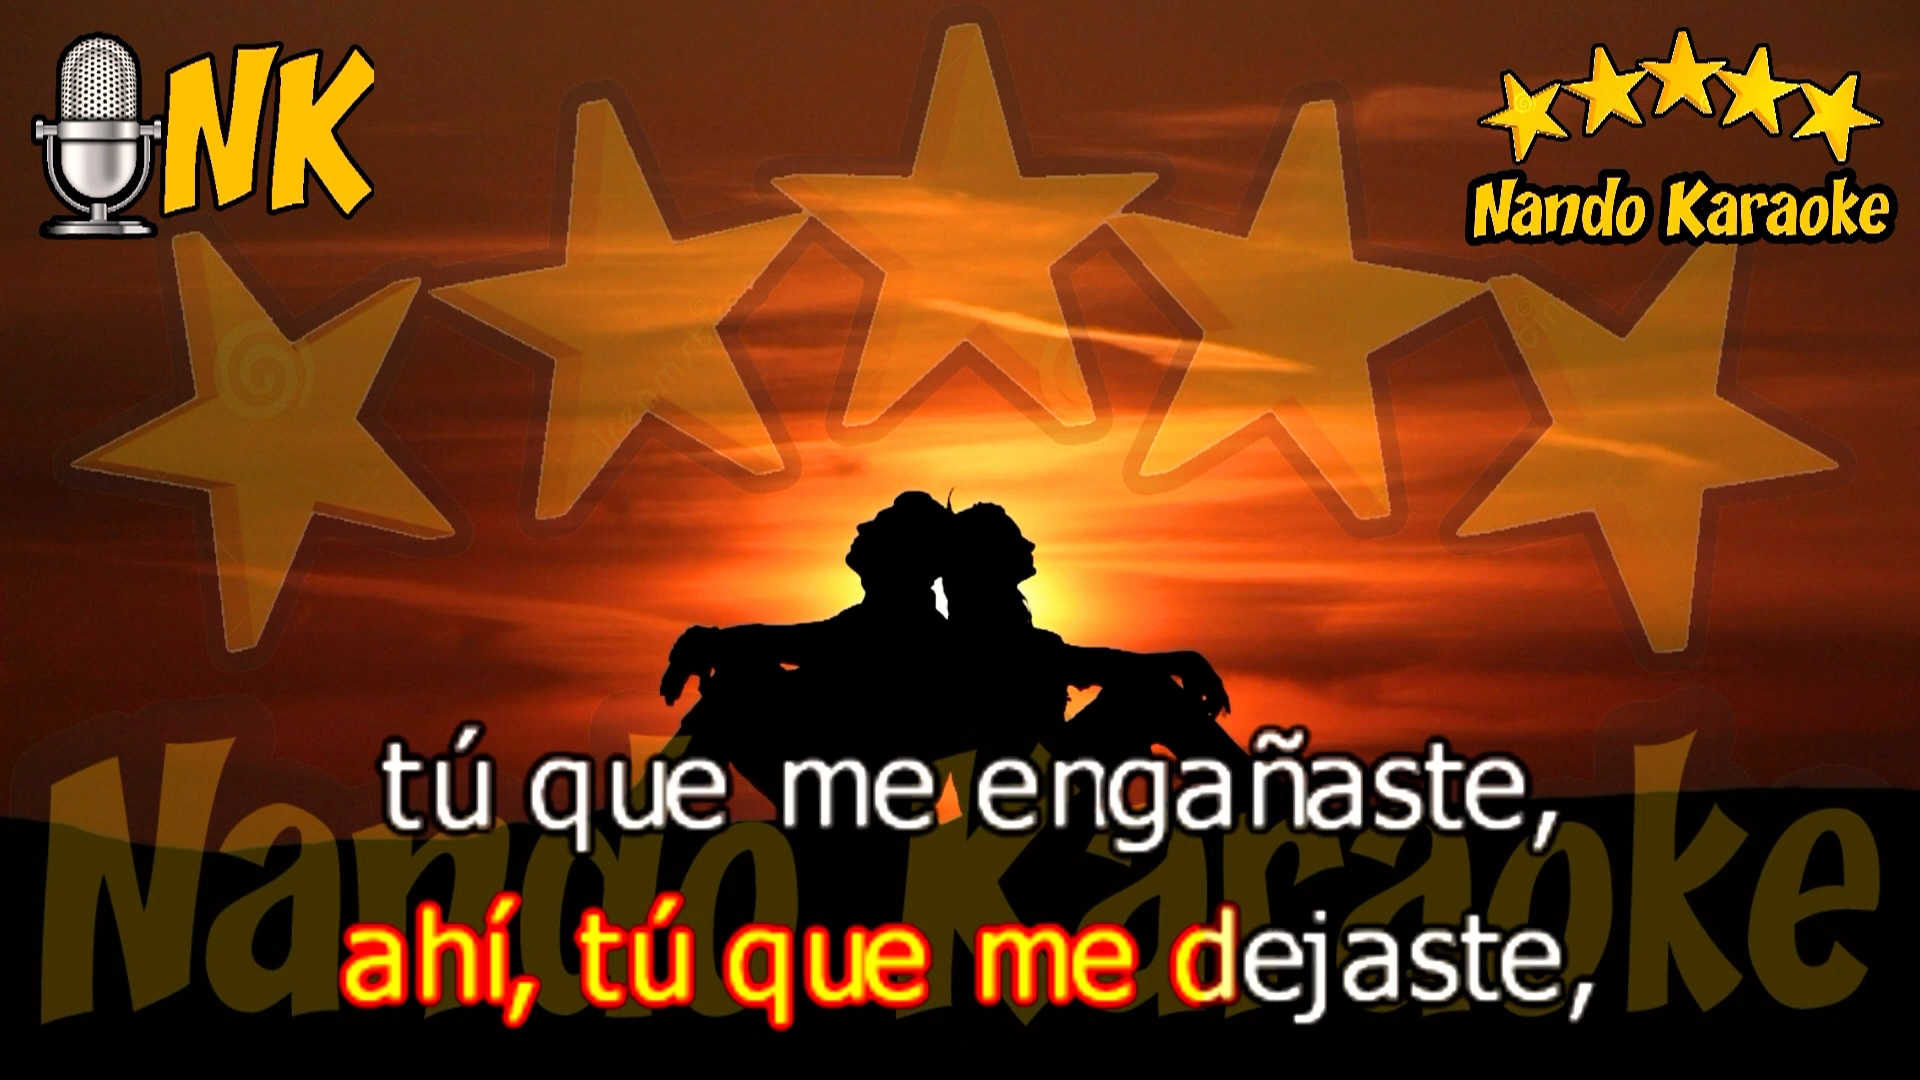 NK
Nando Karaoke
tú que me engañaste,
ahí, tú que me dejaste,
Nando Karaoke